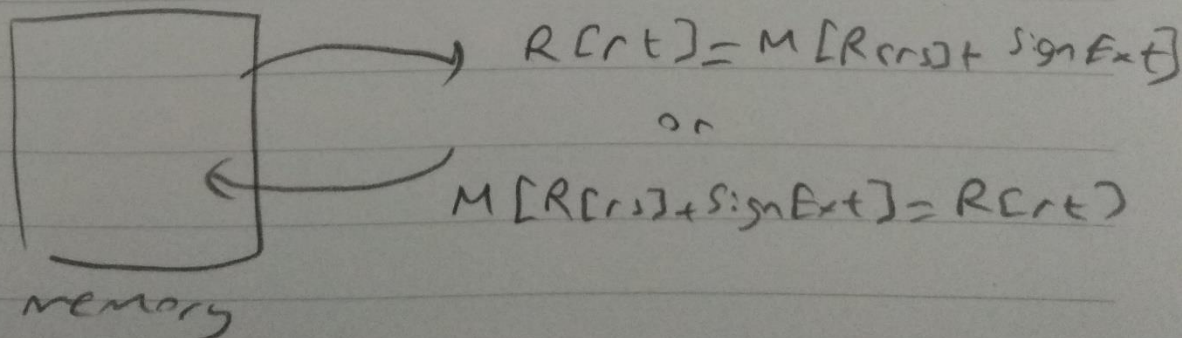 R[rt]=M[R[rs]+SignExt]
or
M[R[rs]+SignExt]=R[rt]
memory